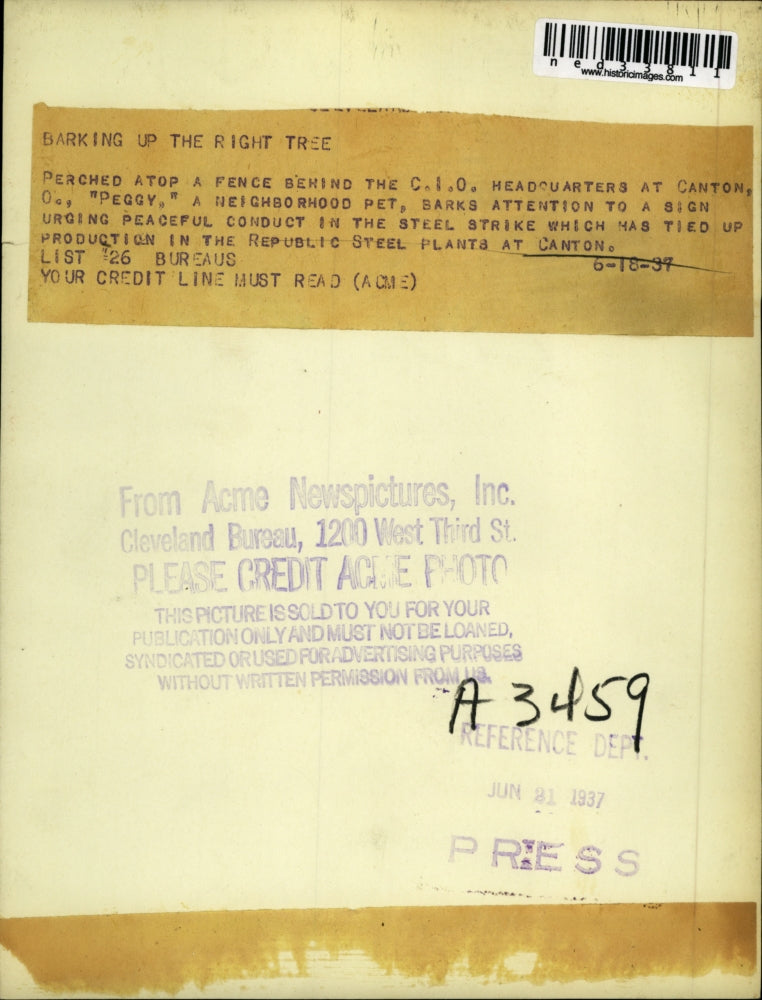 ned33811
www.historicimages.com
BARKING UP THE RIGHT TREE
PERCHED ATOP A FENCE BEHIND THE C.I.O. HEADQUARTERS AT CANTON,
O., "PEGGY," A NEIGHBORHOOD PET, BARKS ATTENTION TO A SIGN
URGING PEACEFUL CONDUCT IN THE STEEL STRIKE WHICH HAS TIED UP
PRODUCTION IN THE REPUBLIC STEEL PLANTS AT CANTON.
LIST #26 BUREAUS 6-18-37
YOUR CREDIT LINE MUST READ (ACME)
From Acme Newspictures, Inc.
Cleveland Bureau, 1200 West Third St.
PLEASE CREDIT ACME PHOTO
THIS PICTURE IS SOLD TO YOU FOR YOUR
PUBLICATION ONLY AND MUST NOT BE LOANED,
SYNDICATED OR USED FOR ADVERTISING PURPOSES
WITHOUT WRITTEN PERMISSION FROM US.
A 3459
REFERENCE DEPT.
JUN 21 1937
PRESS